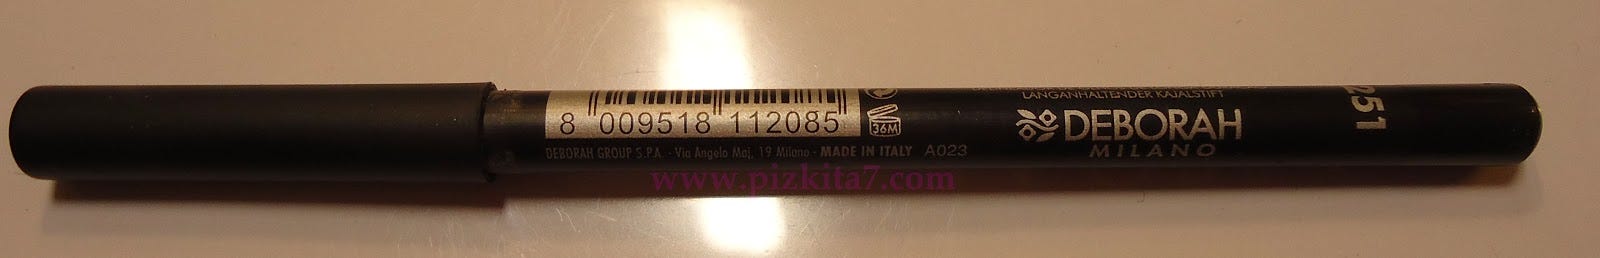 LANGANHALTENDER KAJALSTIFT
DEBORAH
MILANO
251
36M
8 009518 112085
DEBORAH GROUP S.P.A. - Via Angelo Maj, 19 Milano - MADE IN ITALY A023
www.pizkita7.com